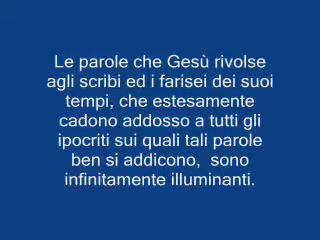 Le parole che Gesù rivolse
agli scribi ed i farisei dei suoi
tempi, che estesamente
cadono addosso a tutti gli
ipocriti sui quali tali parole
ben si addicono,  sono
infinitamente illuminanti.